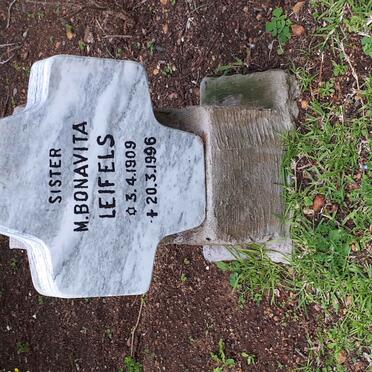 SISTER
M.BONAVITA
LEIFELS
✡ 3.4.1909
✝ 20.3.1996